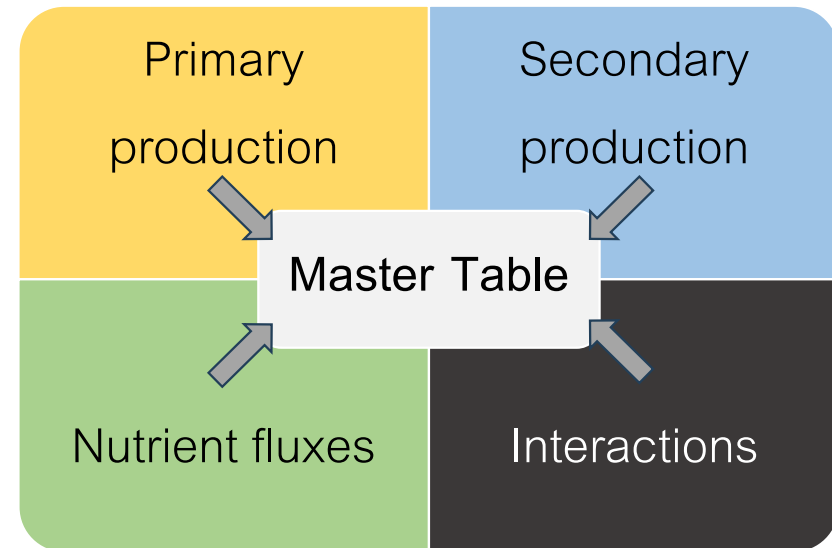 Primary
production
Secondary
production
Master Table
Nutrient fluxes
Interactions